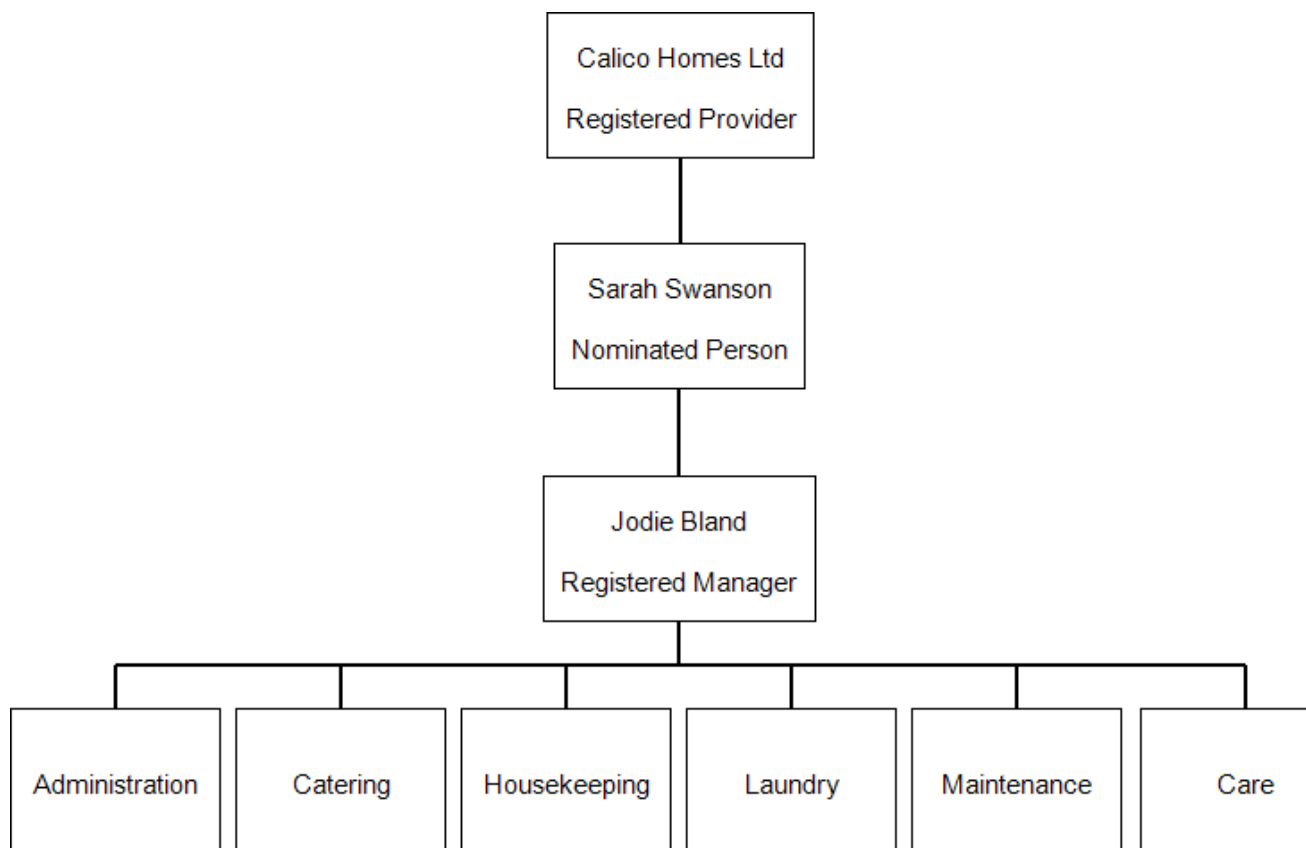 Calico Homes Ltd
Registered Provider
Sarah Swanson
Nominated Person
Jodie Bland
Registered Manager
Administration
Catering
Housekeeping
Laundry
Maintenance
Care